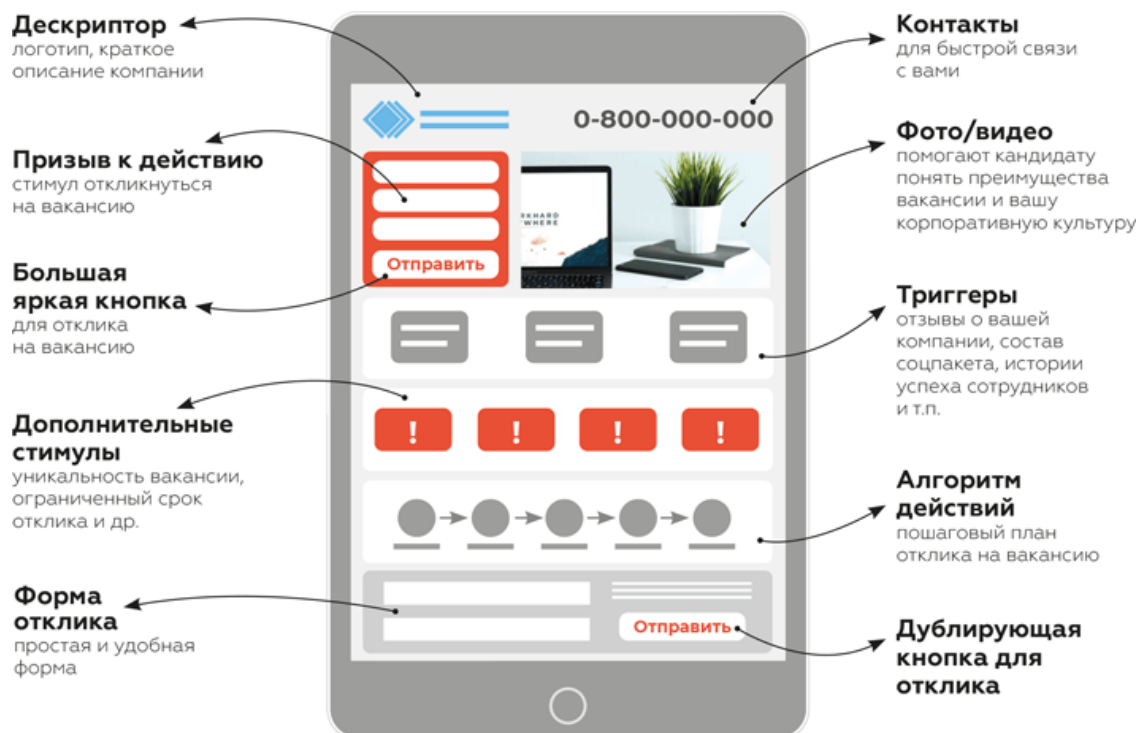 Дескриптор
логотип, краткое
описание компании
Призыв к действию
стимул откликнуться
на вакансию
Большая
яркая кнопка
для отклика
на вакансию
Дополнительные
стимулы
уникальность вакансии,
ограниченный срок
отклика и др.
Форма
отклика
простая и удобная
форма
0-800-000-000
Отправить
RKHARD
WHERE
!
!
!
!
Отправить
Контакты
для быстрой связи
с вами
Фото/видео
помогают кандидату
понять преимущества
вакансии и вашу
корпоративную культуру
Триггеры
отзывы о вашей
компании, состав
соцпакета, истории
успеха сотрудников
и т.п.
Алгоритм
действий
пошаговый план
отклика на вакансию
Дублирующая
кнопка для
отклика